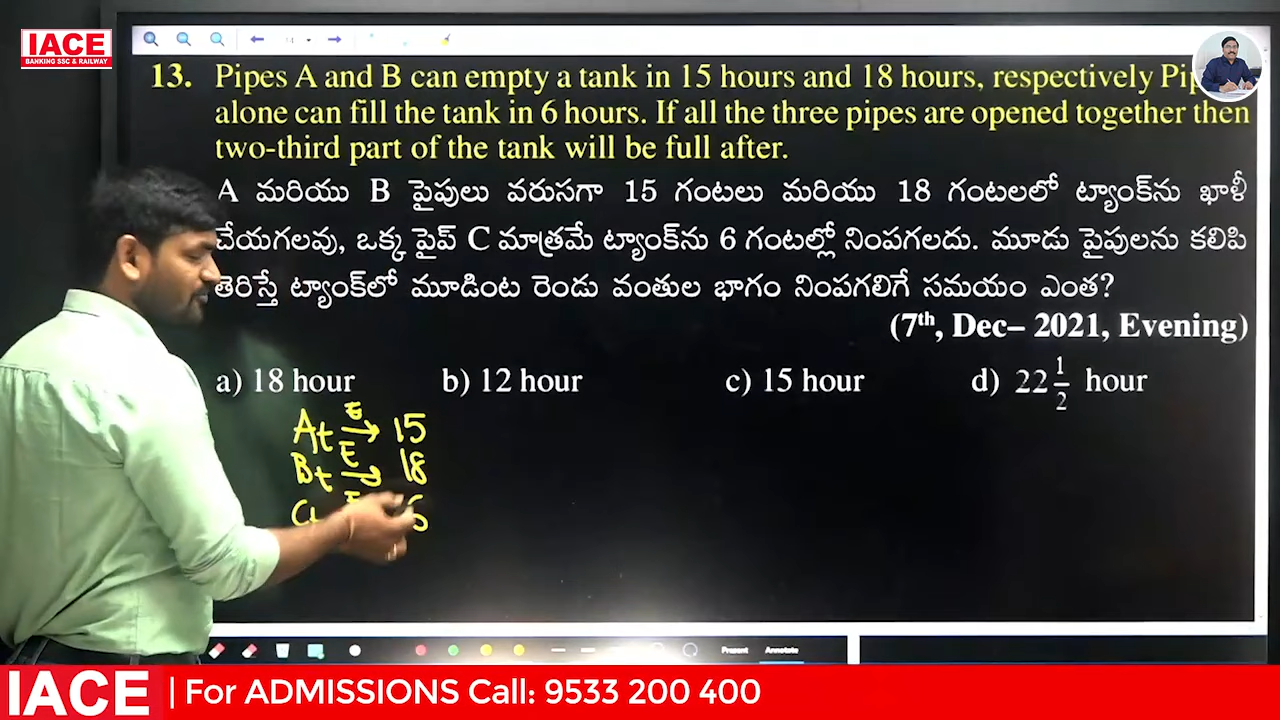 IACE
BANKING SSC & RAILWAY
13. Pipes A and B can empty a tank in 15 hours and 18 hours, respectively
alone can fill the tank in 6 hours. If all the three pipes are opened together then
two-third part of the tank will be full after.
A మరియు B పైపులు వరుసగా 15 గంటలు మరియు 18 గంటలలో ట్యాంక్‌ను ఖాళీ
చేయగలవు, ఒక్క పైప్ C మాత్రమే ట్యాంక్‌ను 6 గంటల్లో నింపగలదు. మూడు పైపులను కలిపి
తెరిస్తే ట్యాంక్‌లో మూడింట రెండు వంతుల భాగం నింపగలిగే సమయం ఎంత?
(7th, Dec– 2021, Evening)
a) 18 hour b) 12 hour c) 15 hour d) 22 1/2 hour
At E→ 15
Bt E→ 18
Present Annotate
IACE | For ADMISSIONS Call: 9533 200 400